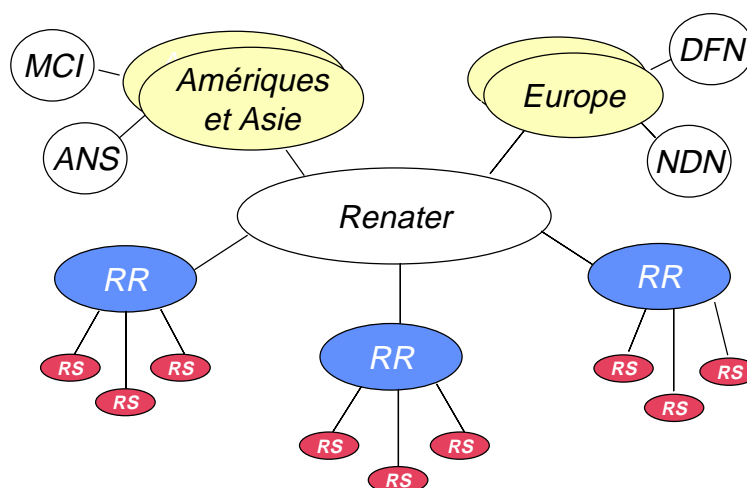 MCI
Amériques
et Asie
ANS
Europe
DFN
NDN
Renater
RR
RR
RR
RS
RS
RS
RS
RS
RS
RS
RS
RS